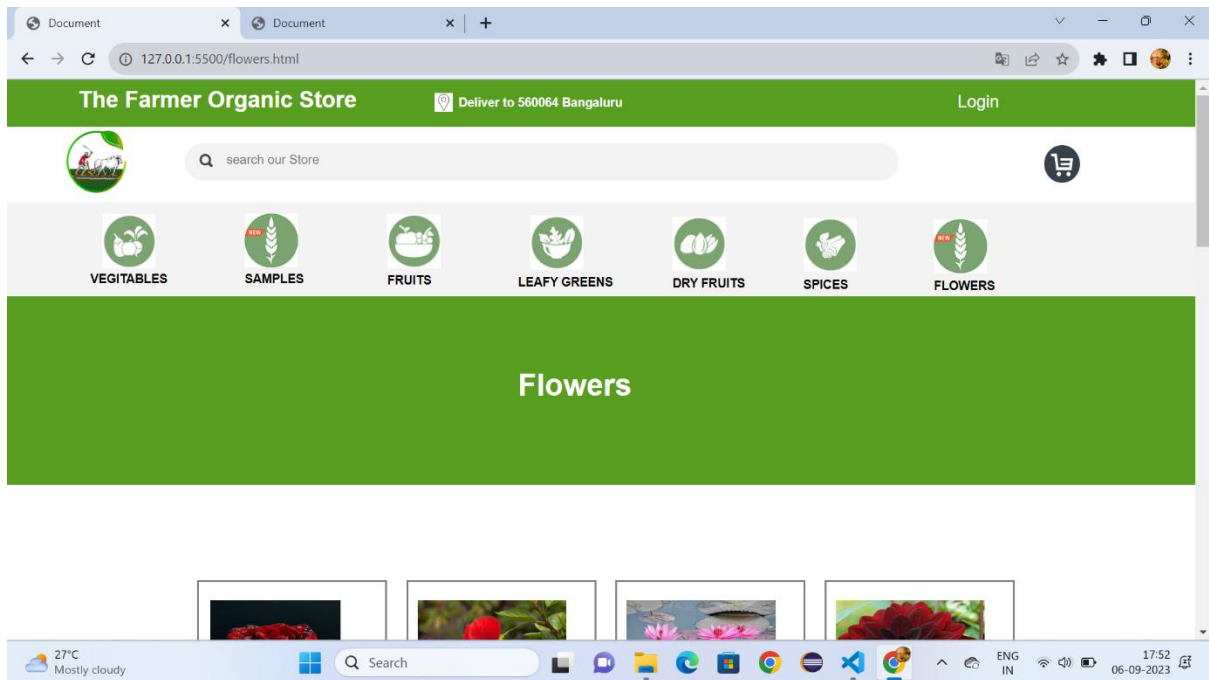 Document
Document
127.0.0.1:5500/flowers.html
The Farmer Organic Store
Deliver to 560064 Bangaluru
Login
search our Store
NEW
NEW
VEGITABLES
SAMPLES
FRUITS
LEAFY GREENS
DRY FRUITS
SPICES
FLOWERS
Flowers
27°C
Mostly cloudy
Search
ENG
IN
17:52
06-09-2023